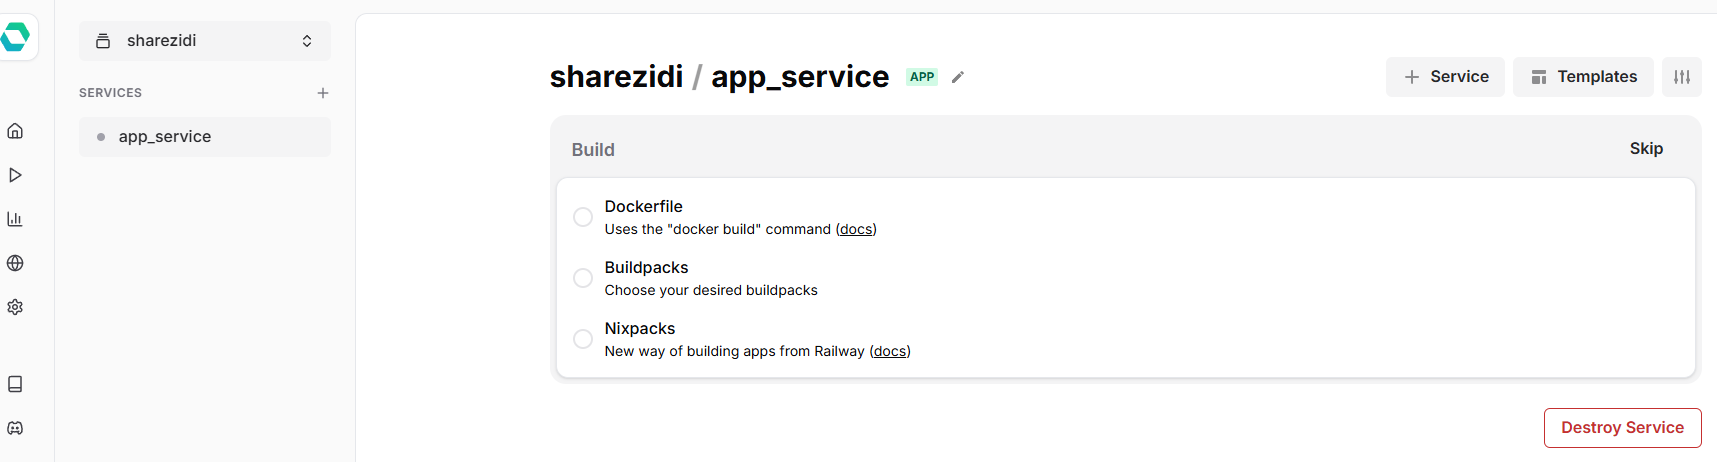 sharezidi
SERVICES
app_service
sharezidi / app_service APP
Service
Templates
Build
Skip
Dockerfile
Uses the "docker build" command (docs)
Buildpacks
Choose your desired buildpacks
Nixpacks
New way of building apps from Railway (docs)
Destroy Service